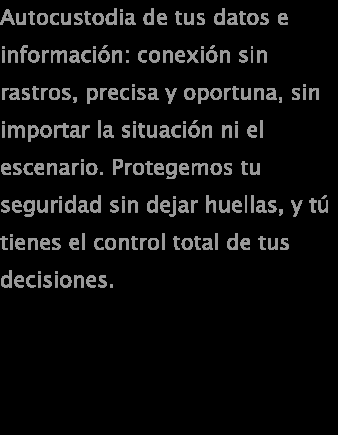 Autocustodia de tus datos e
información: conexión sin
rastros, precisa y oportuna, sin
importar la situación ni el
escenario. Protegemos tu
seguridad sin dejar huellas, y tú
tienes el control total de tus
decisiones.